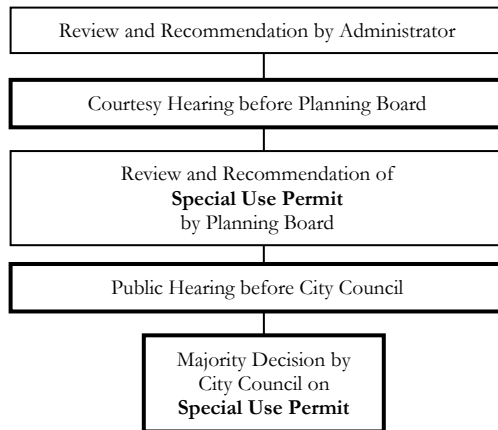 Review and Recommendation by Administrator
Courtesy Hearing before Planning Board
Review and Recommendation of
Special Use Permit
by Planning Board
Public Hearing before City Council
Majority Decision by
City Council on
Special Use Permit